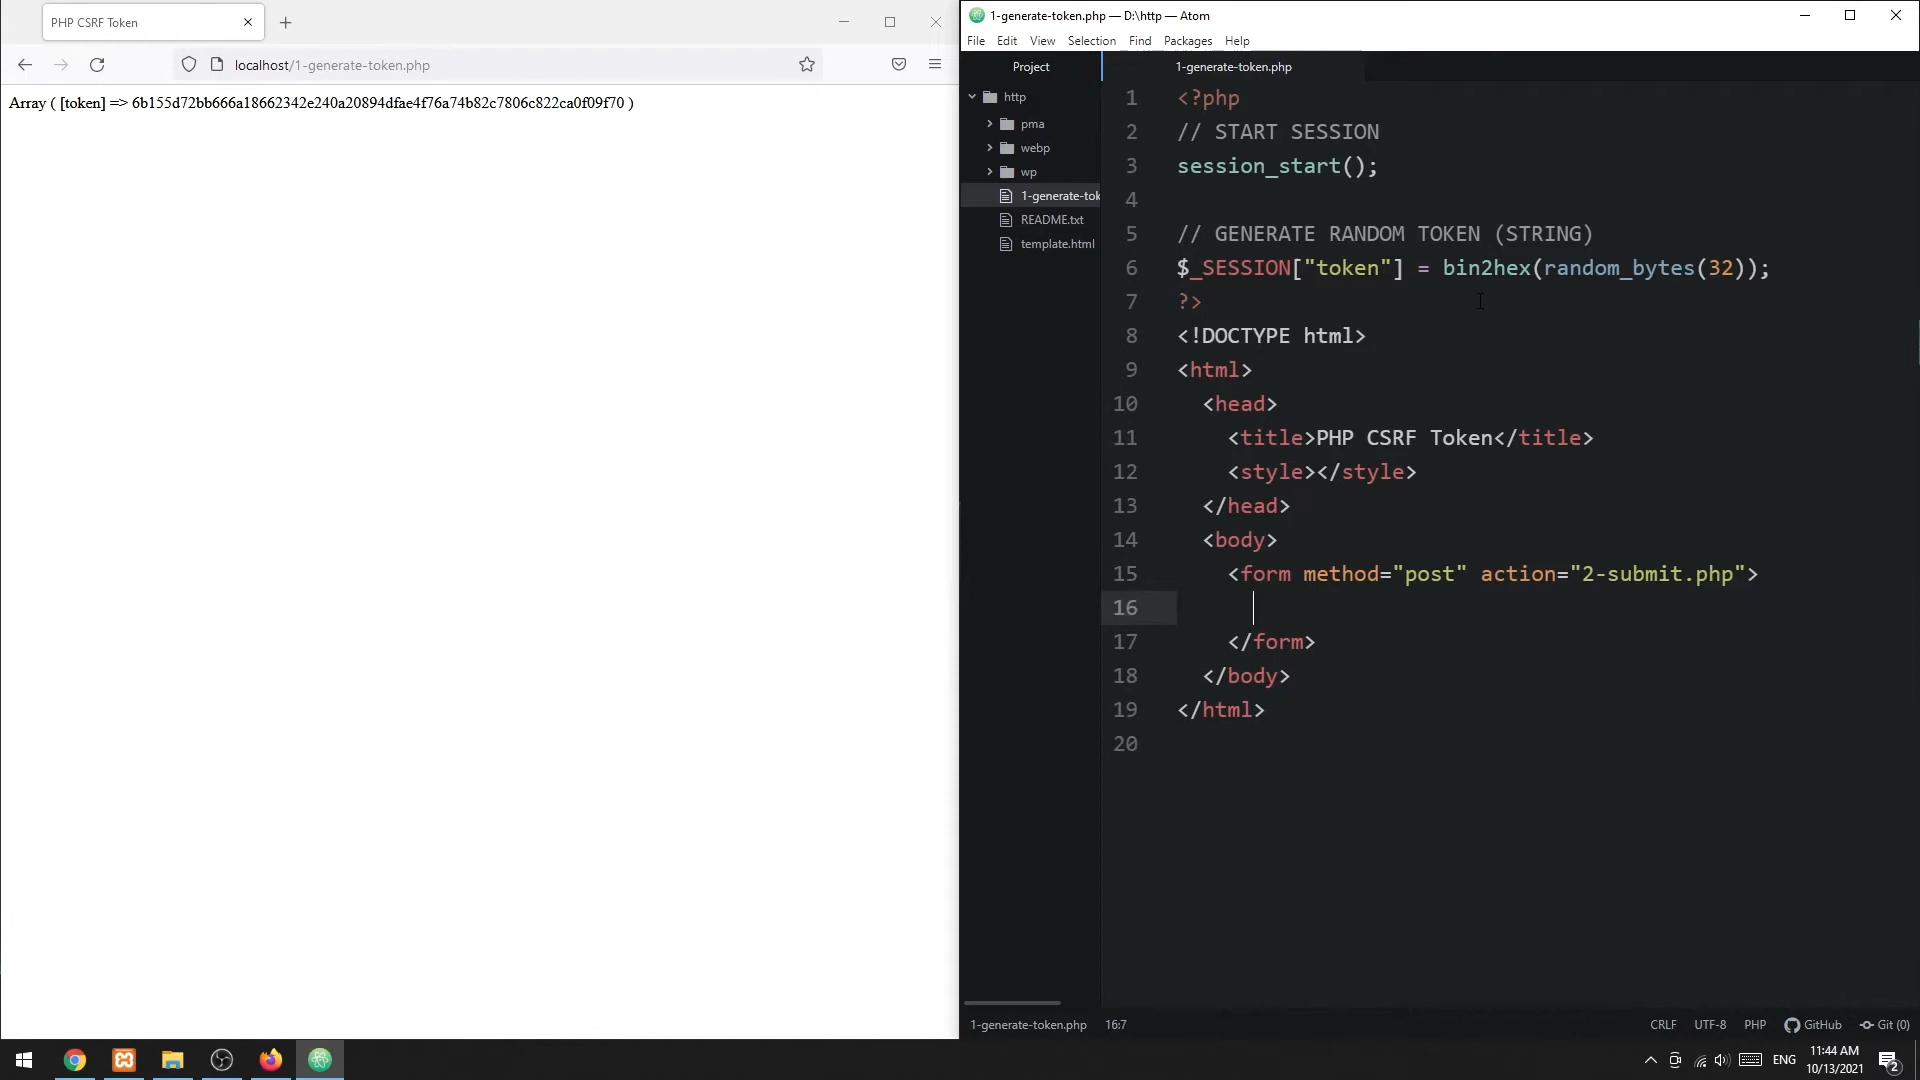 PHP CSRF Token
localhost/1-generate-token.php
Array ( [token] => 6b155d72bb666a18662342e240a20894dfae4f76a74b82c7806c822ca0f09f70 )
1-generate-token.php — D:\http — Atom
File Edit View Selection Find Packages Help
Project
http
pma
webp
wp
1-generate-tok
README.txt
template.html
1-generate-token.php
1 <?php
2 // START SESSION
3 session_start();
4
5 // GENERATE RANDOM TOKEN (STRING)
6 $_SESSION["token"] = bin2hex(random_bytes(32));
7 ?>
8 <!DOCTYPE html>
9 <html>
10 <head>
11 <title>PHP CSRF Token</title>
12 <style></style>
13 </head>
14 <body>
15 <form method="post" action="2-submit.php">
16
17 </form>
18 </body>
19 </html>
20
1-generate-token.php 16:7 CRLF UTF-8 PHP GitHub Git (0)
ENG 11:44 AM
10/13/2021 2